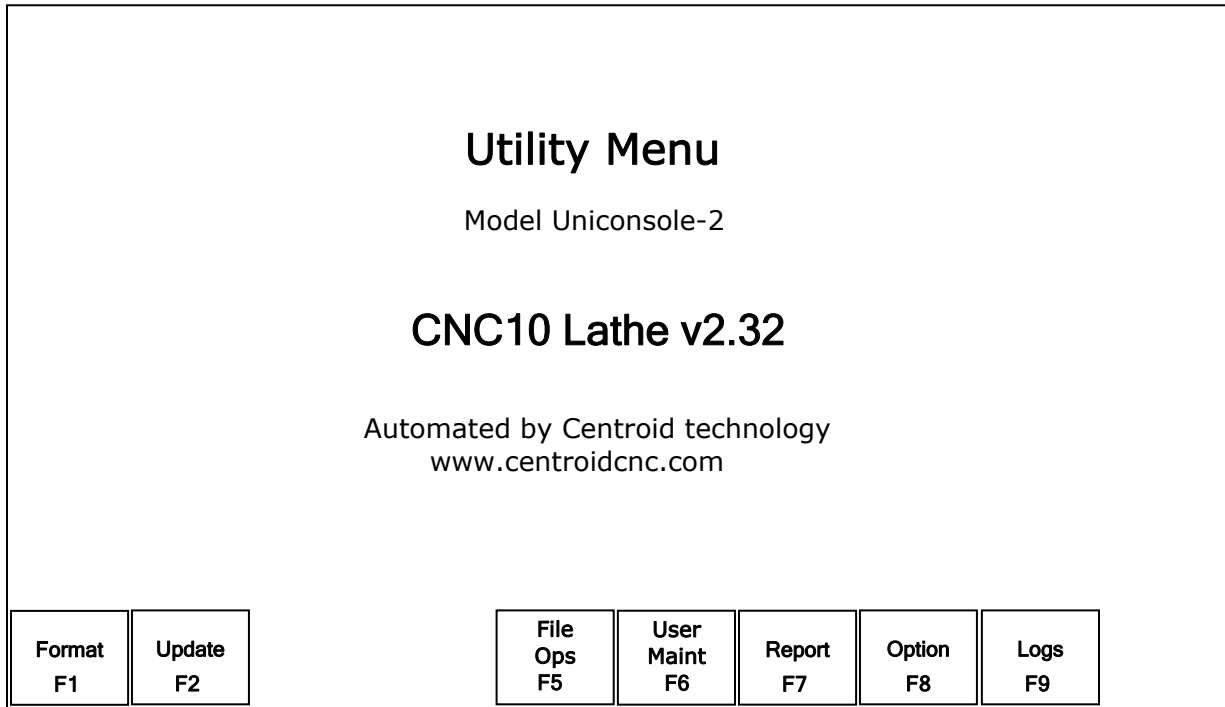 Utility Menu
Model Uniconsole-2
CNC10 Lathe v2.32
Automated by Centroid technology
www.centroidcnc.com
Format
F1
Update
F2
File
Ops
F5
User
Maint
F6
Report
F7
Option
F8
Logs
F9